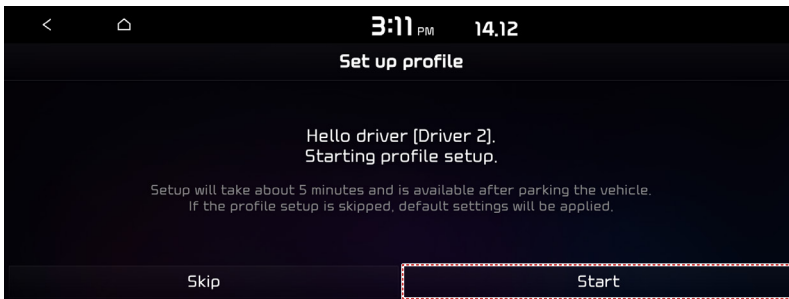 3:11 PM 14.12
Set up profile
Hello driver [Driver 2].
Starting profile setup.
Setup will take about 5 minutes and is available after parking the vehicle.
If the profile setup is skipped, default settings will be applied.
Skip Start